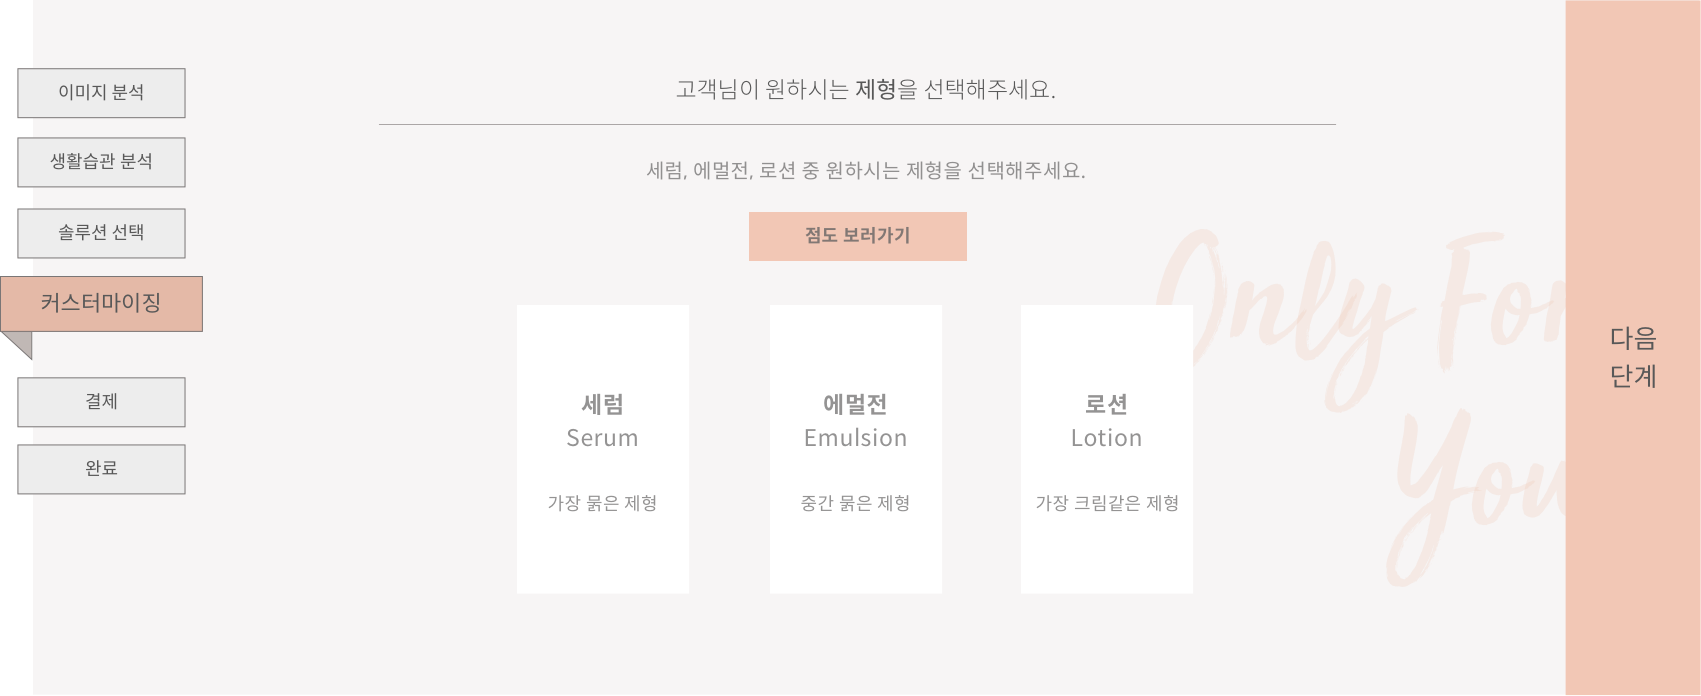 이미지 분석
생활습관 분석
솔루션 선택
커스터마이징
결제
완료
고객님이 원하시는 제형을 선택해주세요.
세럼, 에멀전, 로션 중 원하시는 제형을 선택해주세요.
점도 보러가기
세럼
Serum
가장 묽은 제형
에멀전
Emulsion
중간 묽은 제형
로션
Lotion
가장 크림같은 제형
Only For
You
다음
단계